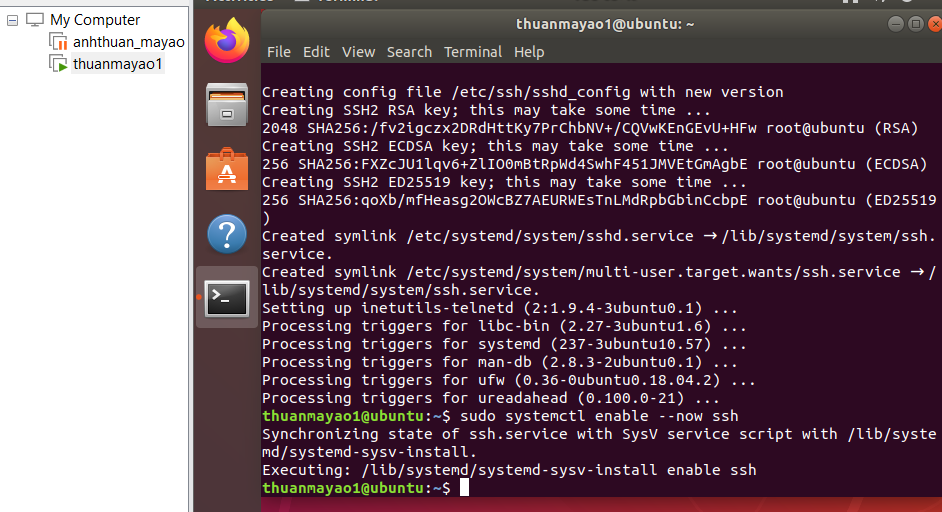 My Computer
anhthuan_mayao
thuanmayao1
thuanmayao1@ubuntu: ~
File Edit View Search Terminal Help
Creating config file /etc/ssh/sshd_config with new version
Creating SSH2 RSA key; this may take some time ...
2048 SHA256:/fv2igczx2DRdHttKy7PrChbNV+/CQVwKEnGEvU+HFw root@ubuntu (RSA)
Creating SSH2 ECDSA key; this may take some time ...
256 SHA256:FXZcJU1lqv6+ZlIO0mBtRpWd4SwhF451JMVEtGmAgbE root@ubuntu (ECDSA)
Creating SSH2 ED25519 key; this may take some time ...
256 SHA256:qoXb/mfHeasg2OWcBZ7AEURWEsTnLMdRpbGbinCcbpE root@ubuntu (ED25519
)
Created symlink /etc/systemd/system/sshd.service → /lib/systemd/system/ssh.
service.
Created symlink /etc/systemd/system/multi-user.target.wants/ssh.service → /
lib/systemd/system/ssh.service.
Setting up inetutils-telnetd (2:1.9.4-3ubuntu0.1) ...
Processing triggers for libc-bin (2.27-3ubuntu1.6) ...
Processing triggers for systemd (237-3ubuntu10.57) ...
Processing triggers for man-db (2.8.3-2ubuntu0.1) ...
Processing triggers for ufw (0.36-0ubuntu0.18.04.2) ...
Processing triggers for ureadahead (0.100.0-21) ...
thuanmayao1@ubuntu:~$ sudo systemctl enable --now ssh
Synchronizing state of ssh.service with SysV service script with /lib/syste
md/systemd-sysv-install.
Executing: /lib/systemd/systemd-sysv-install enable ssh
thuanmayao1@ubuntu:~$